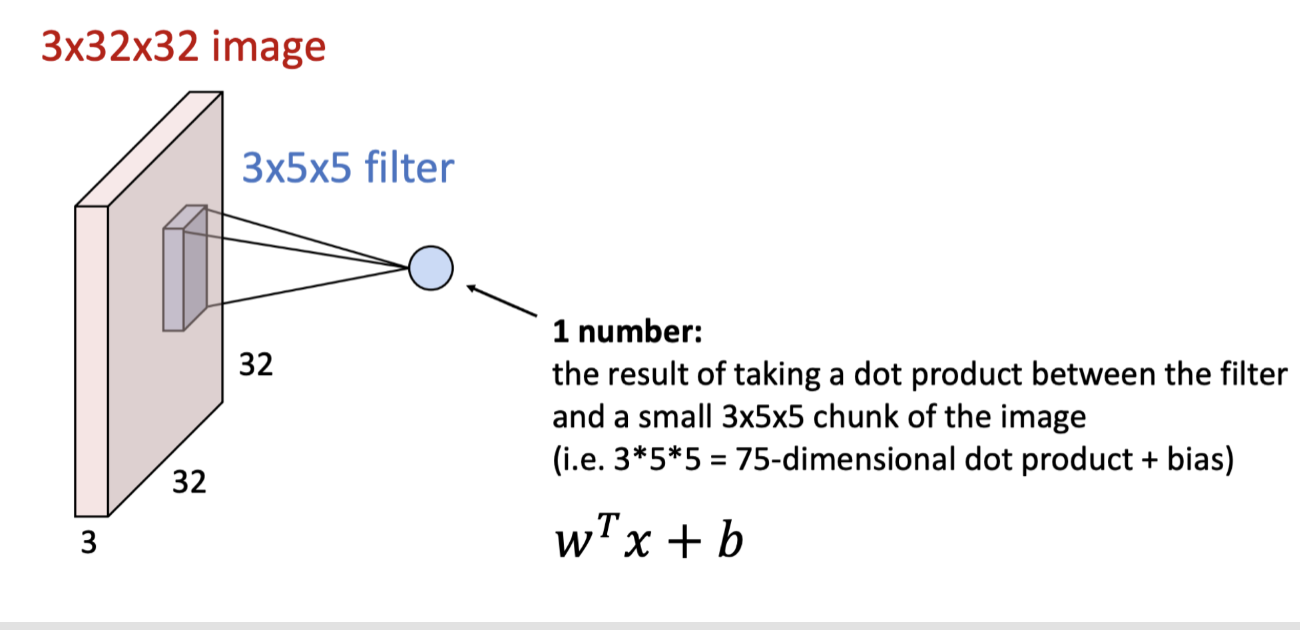 3x32x32 image
3x5x5 filter
32
32
3
1 number:
the result of taking a dot product between the filter
and a small 3x5x5 chunk of the image
(i.e. 3*5*5 = 75-dimensional dot product + bias)
wᵀx + b